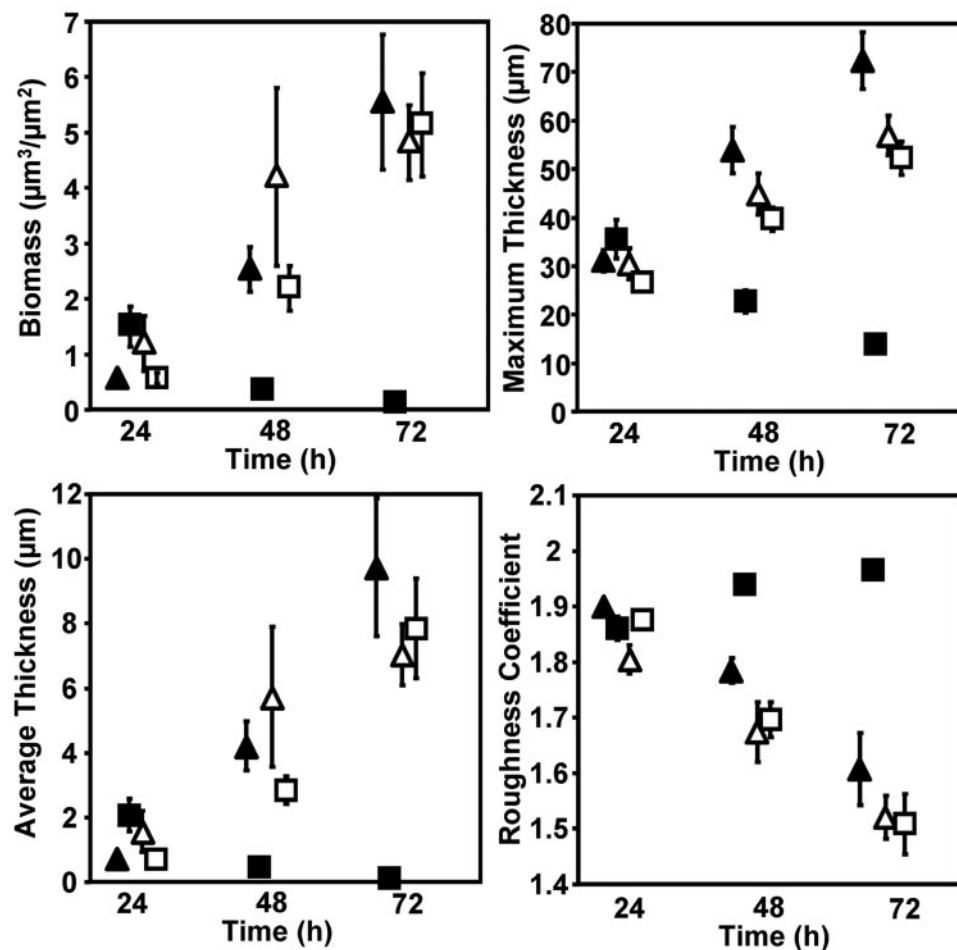 Biomass (µm³/µm²)
7
6
5
4
3
2
1
0
24 48 72
Time (h)
Maximum Thickness (µm)
80
70
60
50
40
30
20
10
0
24 48 72
Time (h)
Average Thickness (µm)
12
10
8
6
4
2
0
24 48 72
Time (h)
Roughness Coefficient
2.1
2
1.9
1.8
1.7
1.6
1.5
1.4
24 48 72
Time (h)